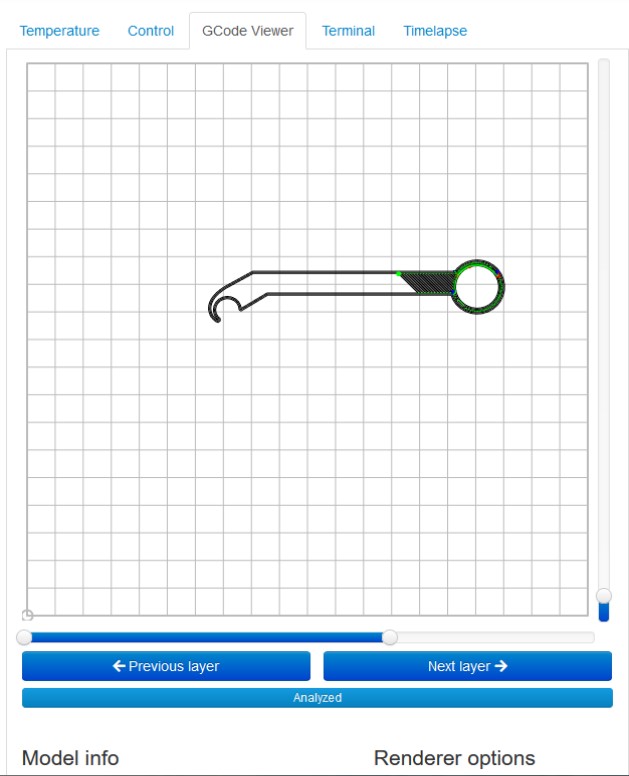 Temperature Control GCode Viewer Terminal Timelapse
Previous layer Next layer
Analyzed
Model info Renderer options